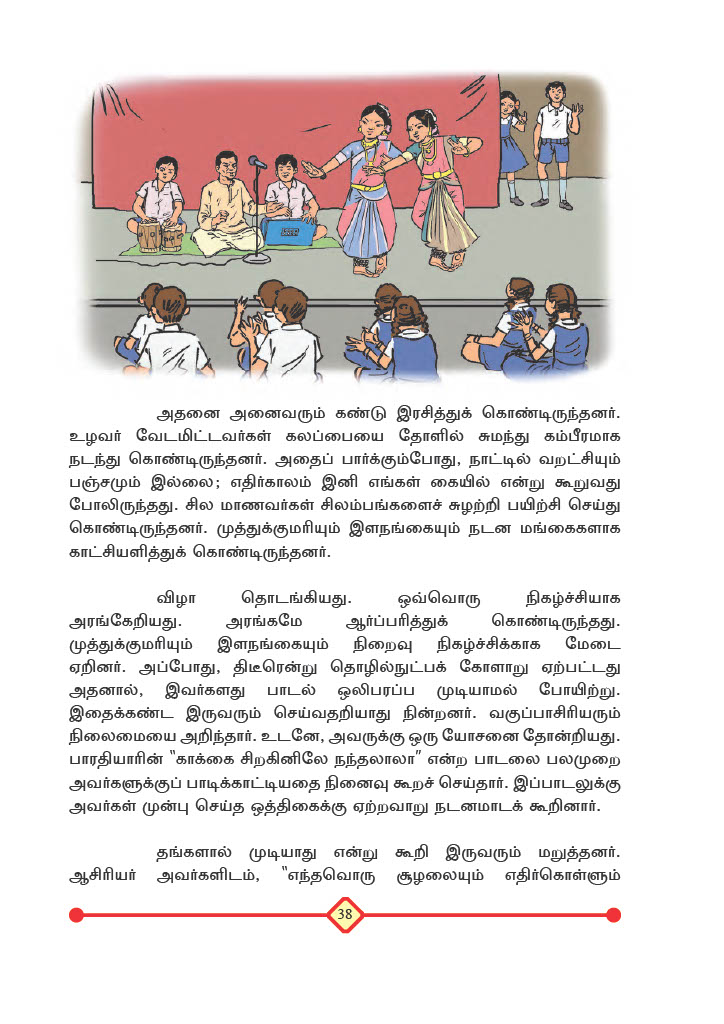 அதனை அனைவரும் கண்டு இரசித்துக் கொண்டிருந்தனர்.
உழவர் வேடமிட்டவர்கள் கலப்பையை தோளில் சுமந்து கம்பீரமாக
நடந்து கொண்டிருந்தனர். அதைப் பார்க்கும்போது, நாட்டில் வறட்சியும்
பஞ்சமும் இல்லை; எதிர்காலம் இனி எங்கள் கையில் என்று கூறுவது
போலிருந்தது. சில மாணவர்கள் சிலம்பங்களைச் சுழற்றி பயிற்சி செய்து
கொண்டிருந்தனர். முத்துக்குமரியும் இளநங்கையும் நடன மங்கைகளாக
காட்சியளித்துக் கொண்டிருந்தனர்.
விழா தொடங்கியது. ஒவ்வொரு நிகழ்ச்சியாக
அரங்கேறியது. அரங்கமே ஆர்ப்பரித்துக் கொண்டிருந்தது.
முத்துக்குமரியும் இளநங்கையும் நிறைவு நிகழ்ச்சிக்காக மேடை
ஏறினர். அப்போது, திடீரென்று தொழில்நுட்பக் கோளாறு ஏற்பட்டது
அதனால், இவர்களது பாடல் ஒலிபரப்ப முடியாமல் போயிற்று.
இதைக்கண்ட இருவரும் செய்வதறியாது நின்றனர். வகுப்பாசிரியரும்
நிலைமையை அறிந்தார். உடனே, அவருக்கு ஒரு யோசனை தோன்றியது.
பாரதியாரின் “காக்கை சிறகினிலே நந்தலாலா” என்ற பாடலை பலமுறை
அவர்களுக்குப் பாடிக்காட்டியதை நினைவு கூறச் செய்தார். இப்பாடலுக்கு
அவர்கள் முன்பு செய்த ஒத்திகைக்கு ஏற்றவாறு நடனமாடக் கூறினார்.
தங்களால் முடியாது என்று கூறி இருவரும் மறுத்தனர்.
ஆசிரியர் அவர்களிடம், “எந்தவொரு சூழலையும் எதிர்கொள்ளும்
38